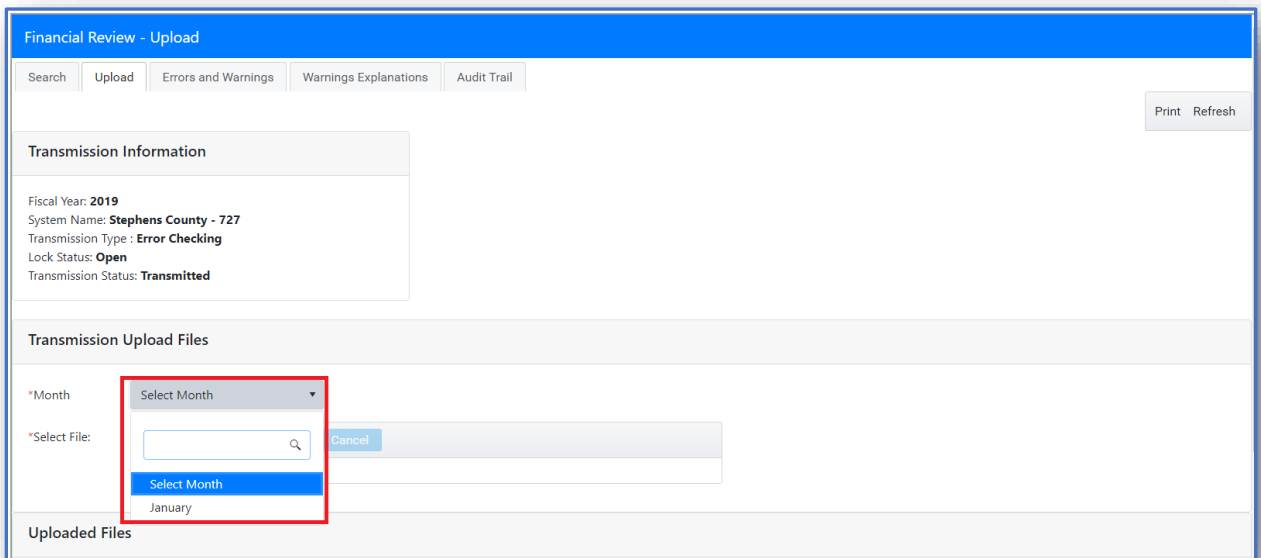 Financial Review - Upload
Search Upload Errors and Warnings Warnings Explanations Audit Trail
Print Refresh
Transmission Information
Fiscal Year: 2019
System Name: Stephens County - 727
Transmission Type : Error Checking
Lock Status: Open
Transmission Status: Transmitted
Transmission Upload Files
*Month Select Month
*Select File: Cancel
Select Month
January
Uploaded Files